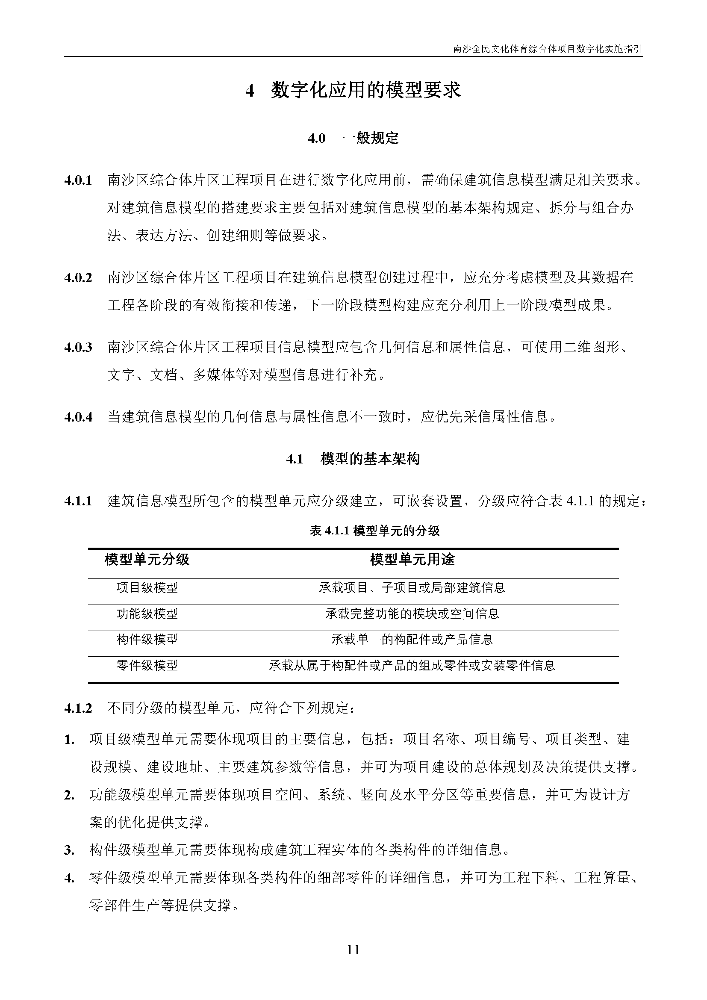 南沙全民文化体育综合体项目数字化实施指引
4 数字化应用的模型要求
4.0 一般规定
4.0.1 南沙区综合体片区工程项目在进行数字化应用前，需确保建筑信息模型满足相关要求。
对建筑信息模型的搭建要求主要包括对建筑信息模型的基本架构规定、拆分与组合办
法、表达方法、创建细则等做要求。
4.0.2 南沙区综合体片区工程项目在建筑信息模型创建过程中，应充分考虑模型及其数据在
工程各阶段的有效衔接和传递，下一阶段模型构建应充分利用上一阶段模型成果。
4.0.3 南沙区综合体片区工程项目信息模型应包含几何信息和属性信息，可使用二维图形、
文字、文档、多媒体等对模型信息进行补充。
4.0.4 当建筑信息模型的几何信息与属性信息不一致时，应优先采信属性信息。
4.1 模型的基本架构
4.1.1 建筑信息模型所包含的模型单元应分级建立，可嵌套设置，分级应符合表 4.1.1 的规定：
表 4.1.1 模型单元的分级
模型单元分级 模型单元用途
项目级模型 承载项目、子项目或局部建筑信息
功能级模型 承载完整功能的模块或空间信息
构件级模型 承载单一的构配件或产品信息
零件级模型 承载从属于构配件或产品的组成零件或安装零件信息
4.1.2 不同分级的模型单元，应符合下列规定：
1. 项目级模型单元需要体现项目的主要信息，包括：项目名称、项目编号、项目类型、建
设规模、建设地址、主要建筑参数等信息，并可为项目建设的总体规划及决策提供支撑。
2. 功能级模型单元需要体现项目空间、系统、竖向及水平分区等重要信息，并可为设计方
案的优化提供支撑。
3. 构件级模型单元需要体现构成建筑工程实体的各类构件的详细信息。
4. 零件级模型单元需要体现各类构件的细部零件的详细信息，并可为工程下料、工程算量、
零部件生产等提供支撑。
11